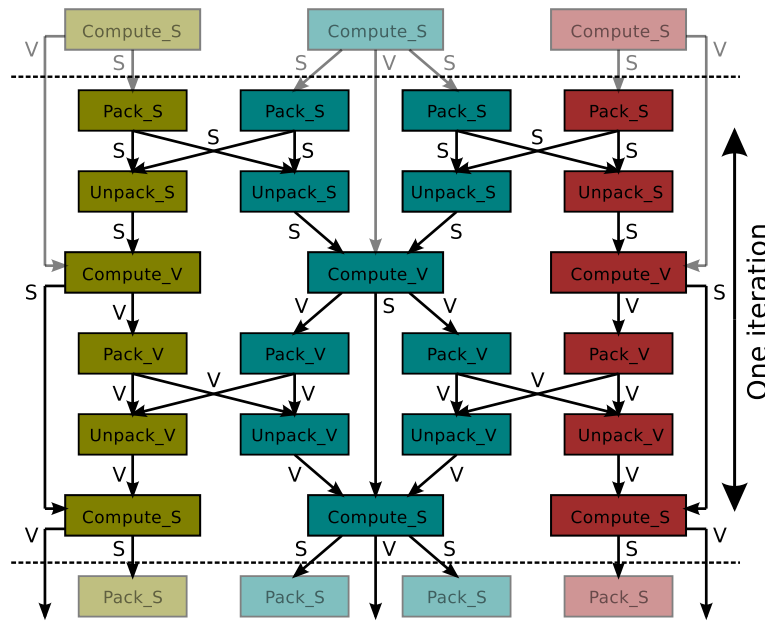 Compute_S Compute_S Compute_S
V S S V S S V
Pack_S Pack_S Pack_S Pack_S
S S S S S S
Unpack_S Unpack_S Unpack_S Unpack_S
S S S S
Compute_V Compute_V Compute_V
S V V S V V S
Pack_V Pack_V Pack_V Pack_V
V V V V V V
Unpack_V Unpack_V Unpack_V Unpack_V
V V V V
Compute_S Compute_S Compute_S
V S S V S S V
Pack_S Pack_S Pack_S Pack_S
One iteration